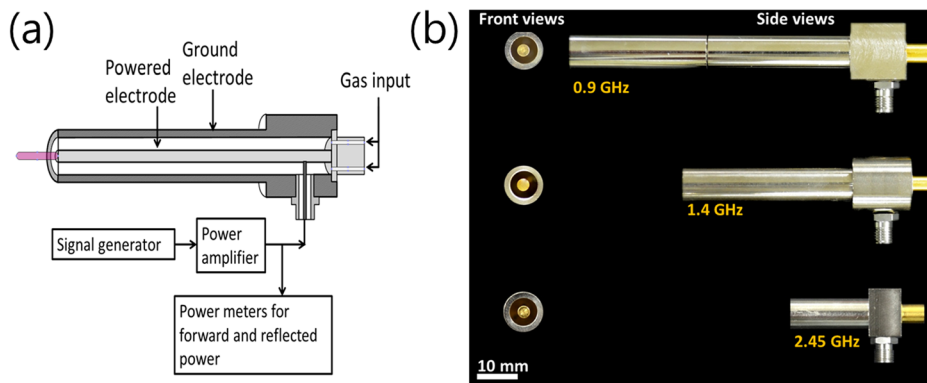 (a)
Ground
electrode
Powered
electrode
Gas input
Signal generator
Power
amplifier
Power meters for
forward and reflected
power
(b)
Front views
Side views
0.9 GHz
1.4 GHz
2.45 GHz
10 mm